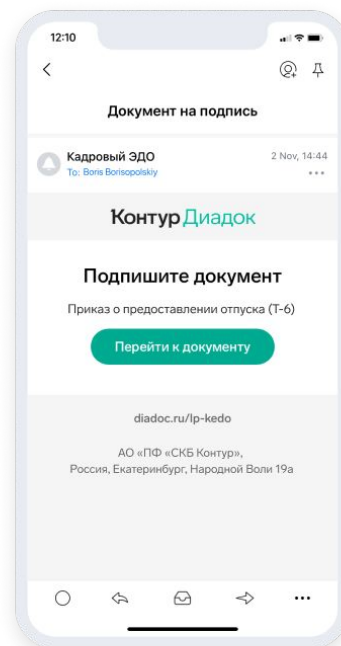 12:10
Документ на подпись
Кадровый ЭДО
2 Nov, 14:44
To: Boris Borisopolskiy
Контур Диадок
Подпишите документ
Приказ о предоставлении отпуска (Т-6)
Перейти к документу
diadoc.ru/lp-kedo
АО «ПФ «СКБ Контур»,
Россия, Екатеринбург, Народной Воли 19а